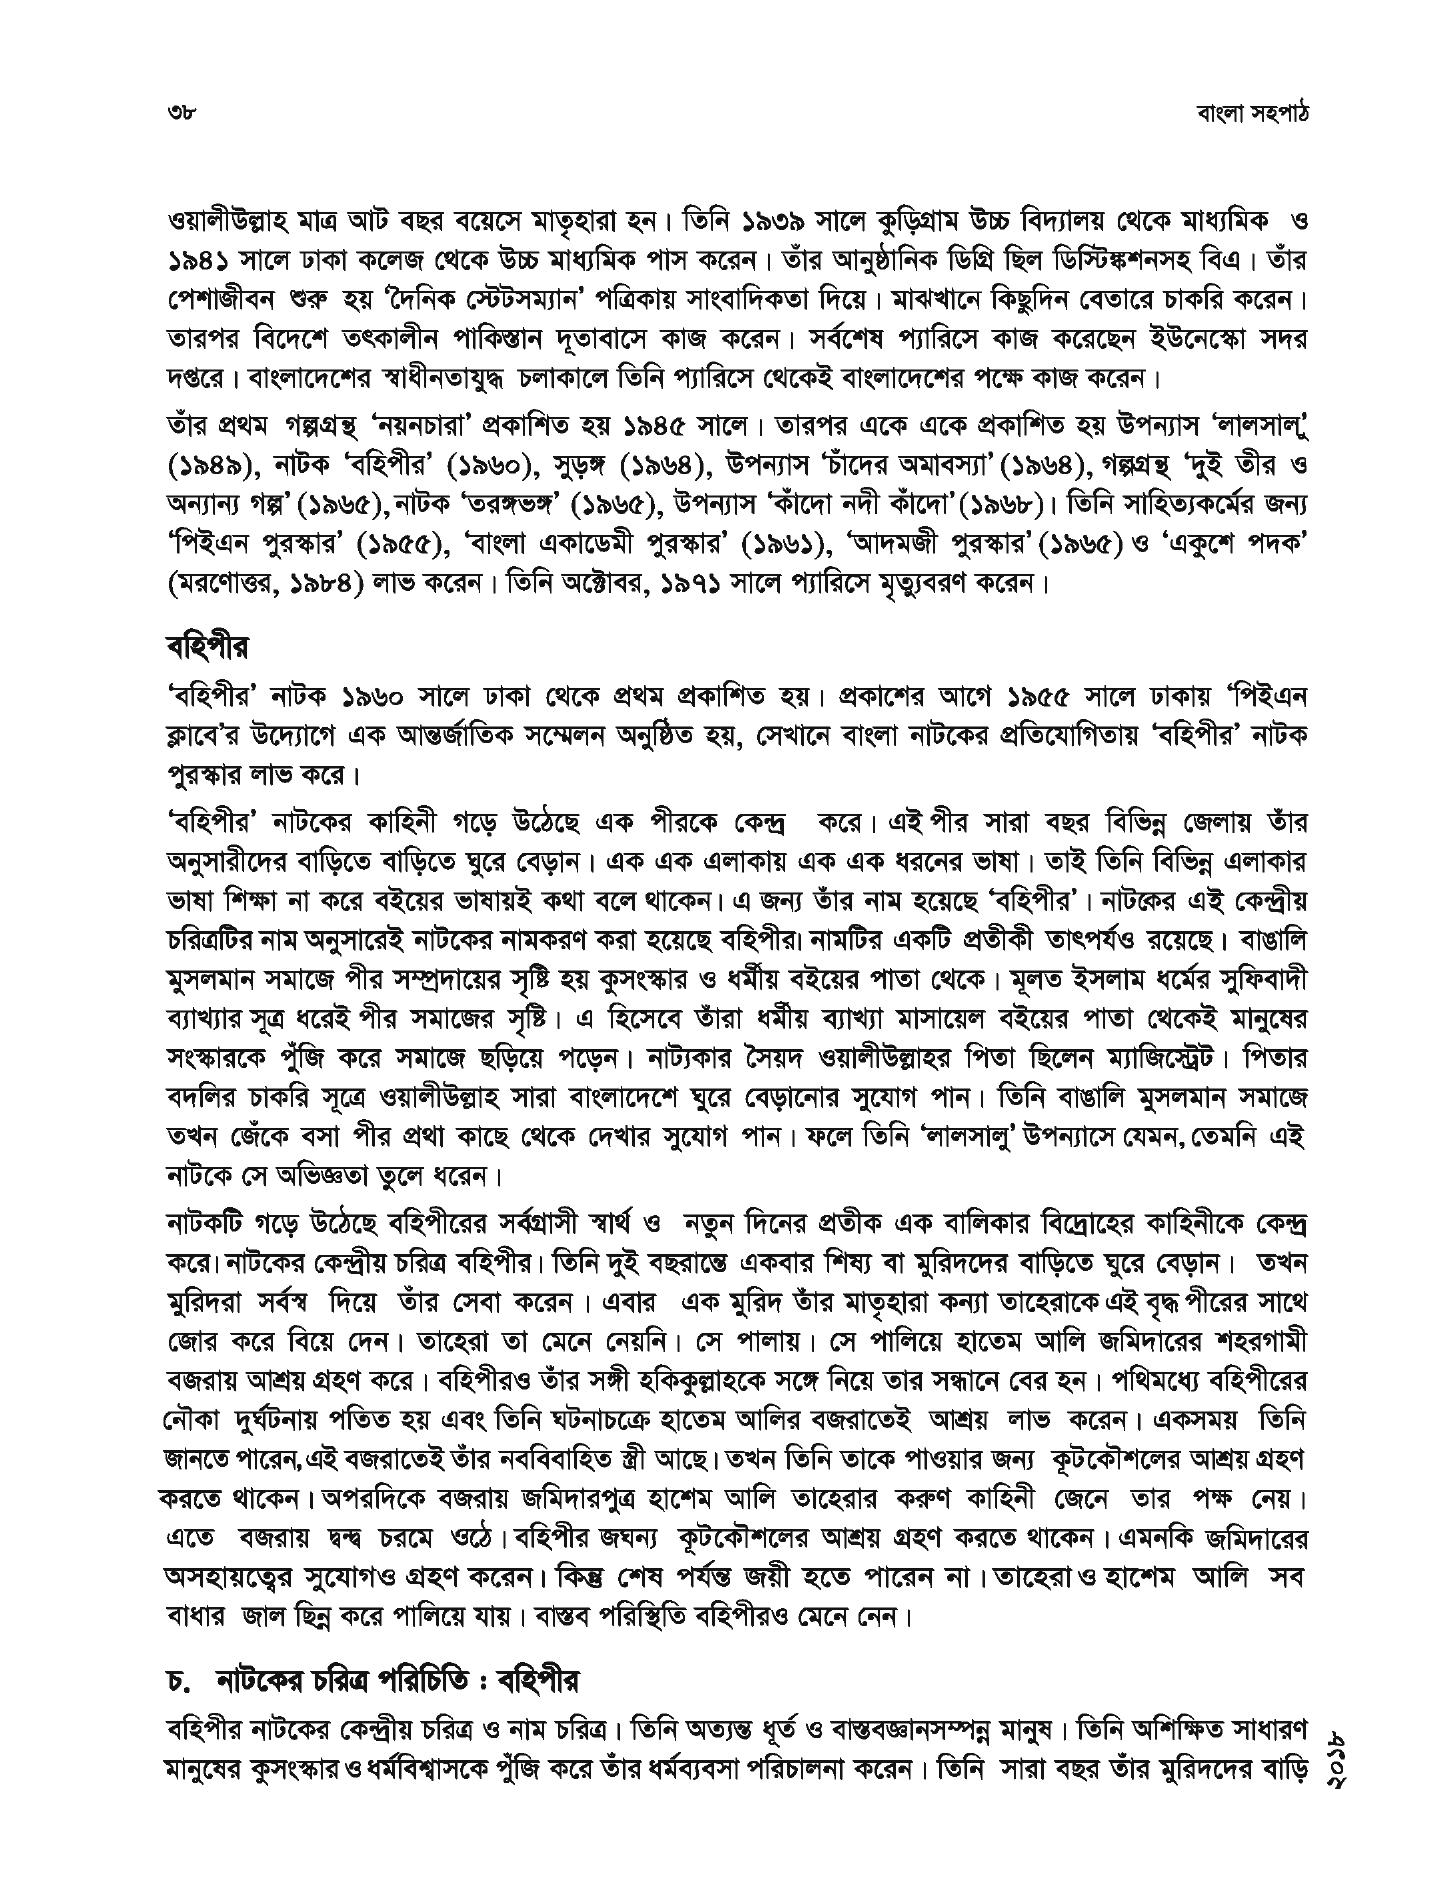 ৩৮
বাংলা সহপাঠ
ওয়ালীউল্লাহ মাত্র আট বছর বয়েসে মাতৃহারা হন। তিনি ১৯৩৯ সালে কুড়িগ্রাম উচ্চ বিদ্যালয় থেকে মাধ্যমিক ও
১৯৪১ সালে ঢাকা কলেজ থেকে উচ্চ মাধ্যমিক পাস করেন। তাঁর আনুষ্ঠানিক ডিগ্রি ছিল ডিস্টিঙ্কশনসহ বিএ। তাঁর
পেশাজীবন শুরু হয় ‘দৈনিক স্টেটসম্যান’ পত্রিকায় সাংবাদিকতা দিয়ে। মাঝখানে কিছুদিন বেতারে চাকরি করেন।
তারপর বিদেশে তৎকালীন পাকিস্তান দূতাবাসে কাজ করেন। সর্বশেষ প্যারিসে কাজ করেছেন ইউনেস্কো সদর
দপ্তরে। বাংলাদেশের স্বাধীনতাযুদ্ধ চলাকালে তিনি প্যারিসে থেকেই বাংলাদেশের পক্ষে কাজ করেন।
তাঁর প্রথম গল্পগ্রন্থ ‘নয়নচারা’ প্রকাশিত হয় ১৯৪৫ সালে। তারপর একে একে প্রকাশিত হয় উপন্যাস ‘লালসালু’
(১৯৪৯), নাটক ‘বহিপীর’ (১৯৬০), সুড়ঙ্গ (১৯৬৪), উপন্যাস ‘চাঁদের অমাবস্যা’ (১৯৬৪), গল্পগ্রন্থ ‘দুই তীর ও
অন্যান্য গল্প’ (১৯৬৫), নাটক ‘তরঙ্গভঙ্গ’ (১৯৬৫), উপন্যাস ‘কাঁদো নদী কাঁদো’ (১৯৬৮)। তিনি সাহিত্যকর্মের জন্য
‘পিইএন পুরস্কার’ (১৯৫৫), ‘বাংলা একাডেমী পুরস্কার’ (১৯৬১), ‘আদমজী পুরস্কার’ (১৯৬৫) ও ‘একুশে পদক’
(মরণোত্তর, ১৯৮৪) লাভ করেন। তিনি অক্টোবর, ১৯৭১ সালে প্যারিসে মৃত্যুবরণ করেন।
বহিপীর
‘বহিপীর’ নাটক ১৯৬০ সালে ঢাকা থেকে প্রথম প্রকাশিত হয়। প্রকাশের আগে ১৯৫৫ সালে ঢাকায় ‘পিইএন
ক্লাবে’র উদ্যোগে এক আন্তর্জাতিক সম্মেলন অনুষ্ঠিত হয়, সেখানে বাংলা নাটকের প্রতিযোগিতায় ‘বহিপীর’ নাটক
পুরস্কার লাভ করে।
‘বহিপীর’ নাটকের কাহিনী গড়ে উঠেছে এক পীরকে কেন্দ্র করে। এই পীর সারা বছর বিভিন্ন জেলায় তাঁর
অনুসারীদের বাড়িতে বাড়িতে ঘুরে বেড়ান। এক এক এলাকায় এক এক ধরনের ভাষা। তাই তিনি বিভিন্ন এলাকার
ভাষা শিক্ষা না করে বইয়ের ভাষায়ই কথা বলে থাকেন। এ জন্য তাঁর নাম হয়েছে ‘বহিপীর’। নাটকের এই কেন্দ্রীয়
চরিত্রটির নাম অনুসারেই নাটকের নামকরণ করা হয়েছে বহিপীর। নামটির একটি প্রতীকী তাৎপর্যও রয়েছে। বাঙালি
মুসলমান সমাজে পীর সম্প্রদায়ের সৃষ্টি হয় কুসংস্কার ও ধর্মীয় বইয়ের পাতা থেকে। মূলত ইসলাম ধর্মের সুফিবাদী
ব্যাখ্যার সূত্র ধরেই পীর সমাজের সৃষ্টি। এ হিসেবে তাঁরা ধর্মীয় ব্যাখ্যা মাসায়েল বইয়ের পাতা থেকেই মানুষের
সংস্কারকে পুঁজি করে সমাজে ছড়িয়ে পড়েন। নাট্যকার সৈয়দ ওয়ালীউল্লাহর পিতা ছিলেন ম্যাজিস্ট্রেট। পিতার
বদলির চাকরি সূত্রে ওয়ালীউল্লাহ সারা বাংলাদেশে ঘুরে বেড়ানোর সুযোগ পান। তিনি বাঙালি মুসলমান সমাজে
তখন জেঁকে বসা পীর প্রথা কাছে থেকে দেখার সুযোগ পান। ফলে তিনি ‘লালসালু’ উপন্যাসে যেমন, তেমনি এই
নাটকে সে অভিজ্ঞতা তুলে ধরেন।
নাটকটি গড়ে উঠেছে বহিপীরের সর্বগ্রাসী স্বার্থ ও নতুন দিনের প্রতীক এক বালিকার বিদ্রোহের কাহিনীকে কেন্দ্র
করে। নাটকের কেন্দ্রীয় চরিত্র বহিপীর। তিনি দুই বছরান্তে একবার শিষ্য বা মুরিদদের বাড়িতে ঘুরে বেড়ান। তখন
মুরিদরা সর্বস্ব দিয়ে তাঁর সেবা করেন। এবার এক মুরিদ তাঁর মাতৃহারা কন্যা তাহেরাকে এই বৃদ্ধ পীরের সাথে
জোর করে বিয়ে দেন। তাহেরা তা মেনে নেয়নি। সে পালায়। সে পালিয়ে হাতেম আলি জমিদারের শহরগামী
বজরায় আশ্রয় গ্রহণ করে। বহিপীরও তাঁর সঙ্গী হকিকুল্লাহকে সঙ্গে নিয়ে তার সন্ধানে বের হন। পথিমধ্যে বহিপীরের
নৌকা দুর্ঘটনায় পতিত হয় এবং তিনি ঘটনাচক্রে হাতেম আলির বজরাতেই আশ্রয় লাভ করেন। একসময় তিনি
জানতে পারেন, এই বজরাতেই তাঁর নববিবাহিত স্ত্রী আছে। তখন তিনি তাকে পাওয়ার জন্য কূটকৌশলের আশ্রয় গ্রহণ
করতে থাকেন। অপরদিকে বজরায় জমিদারপুত্র হাশেম আলি তাহেরার করুণ কাহিনী জেনে তার পক্ষ নেয়।
এতে বজরায় দ্বন্দ্ব চরমে ওঠে। বহিপীর জঘন্য কূটকৌশলের আশ্রয় গ্রহণ করতে থাকেন। এমনকি জমিদারের
অসহায়ত্বের সুযোগও গ্রহণ করেন। কিন্তু শেষ পর্যন্ত জয়ী হতে পারেন না। তাহেরা ও হাশেম আলি সব
বাধার জাল ছিন্ন করে পালিয়ে যায়। বাস্তব পরিস্থিতি বহিপীরও মেনে নেন।
চ. নাটকের চরিত্র পরিচিতি : বহিপীর
বহিপীর নাটকের কেন্দ্রীয় চরিত্র ও নাম চরিত্র। তিনি অত্যন্ত ধূর্ত ও বাস্তবজ্ঞানসম্পন্ন মানুষ। তিনি অশিক্ষিত সাধারণ
মানুষের কুসংস্কার ও ধর্মবিশ্বাসকে পুঁজি করে তাঁর ধর্মব্যবসা পরিচালনা করেন। তিনি সারা বছর তাঁর মুরিদদের বাড়ি
২০১৮